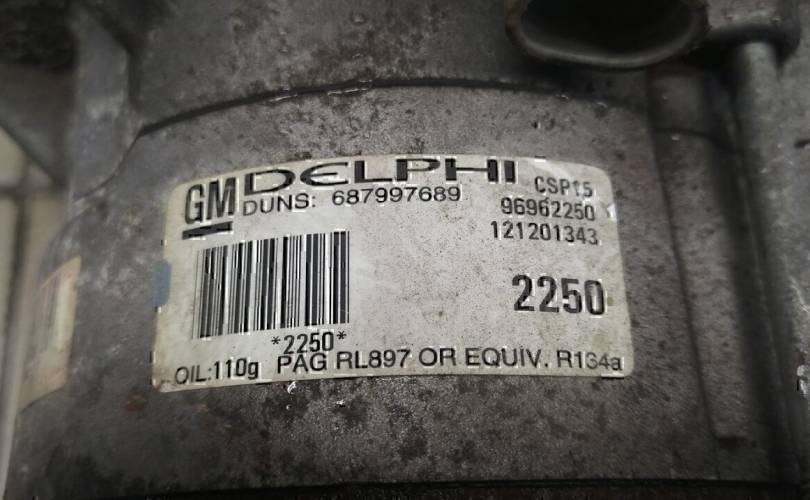 GM DELPHI CSP15
DUNS: 687997689 96962250
121201343
2250
*2250*
OIL:110g PAG RL897 OR EQUIV. R134a